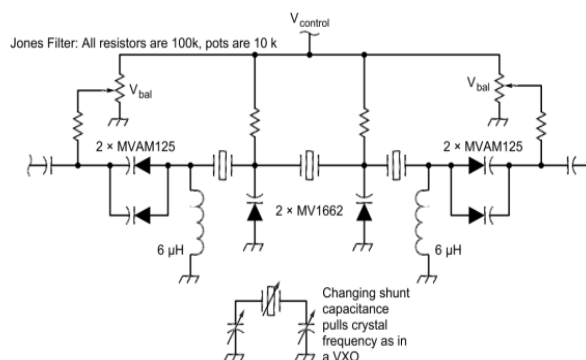 V control
Jones Filter: All resistors are 100k, pots are 10 k
V bal
V bal
2 × MVAM125
2 × MVAM125
2 × MV1662
6 µH
6 µH
Changing shunt
capacitance
pulls crystal
frequency as in
a VXO